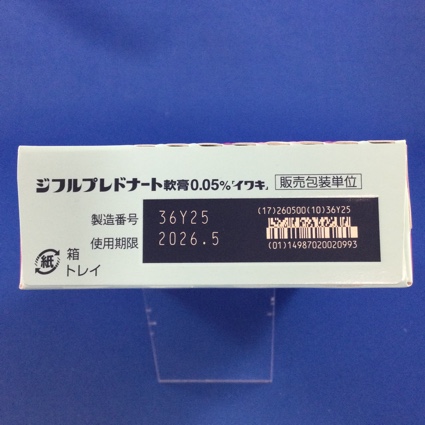 ジフルプレドナート軟膏0.05%「イワキ」 販売包装単位
製造番号 36Y25
使用期限 2026.5
(17)260500(10)36Y25
(01)14987020020993
紙 箱
トレイ